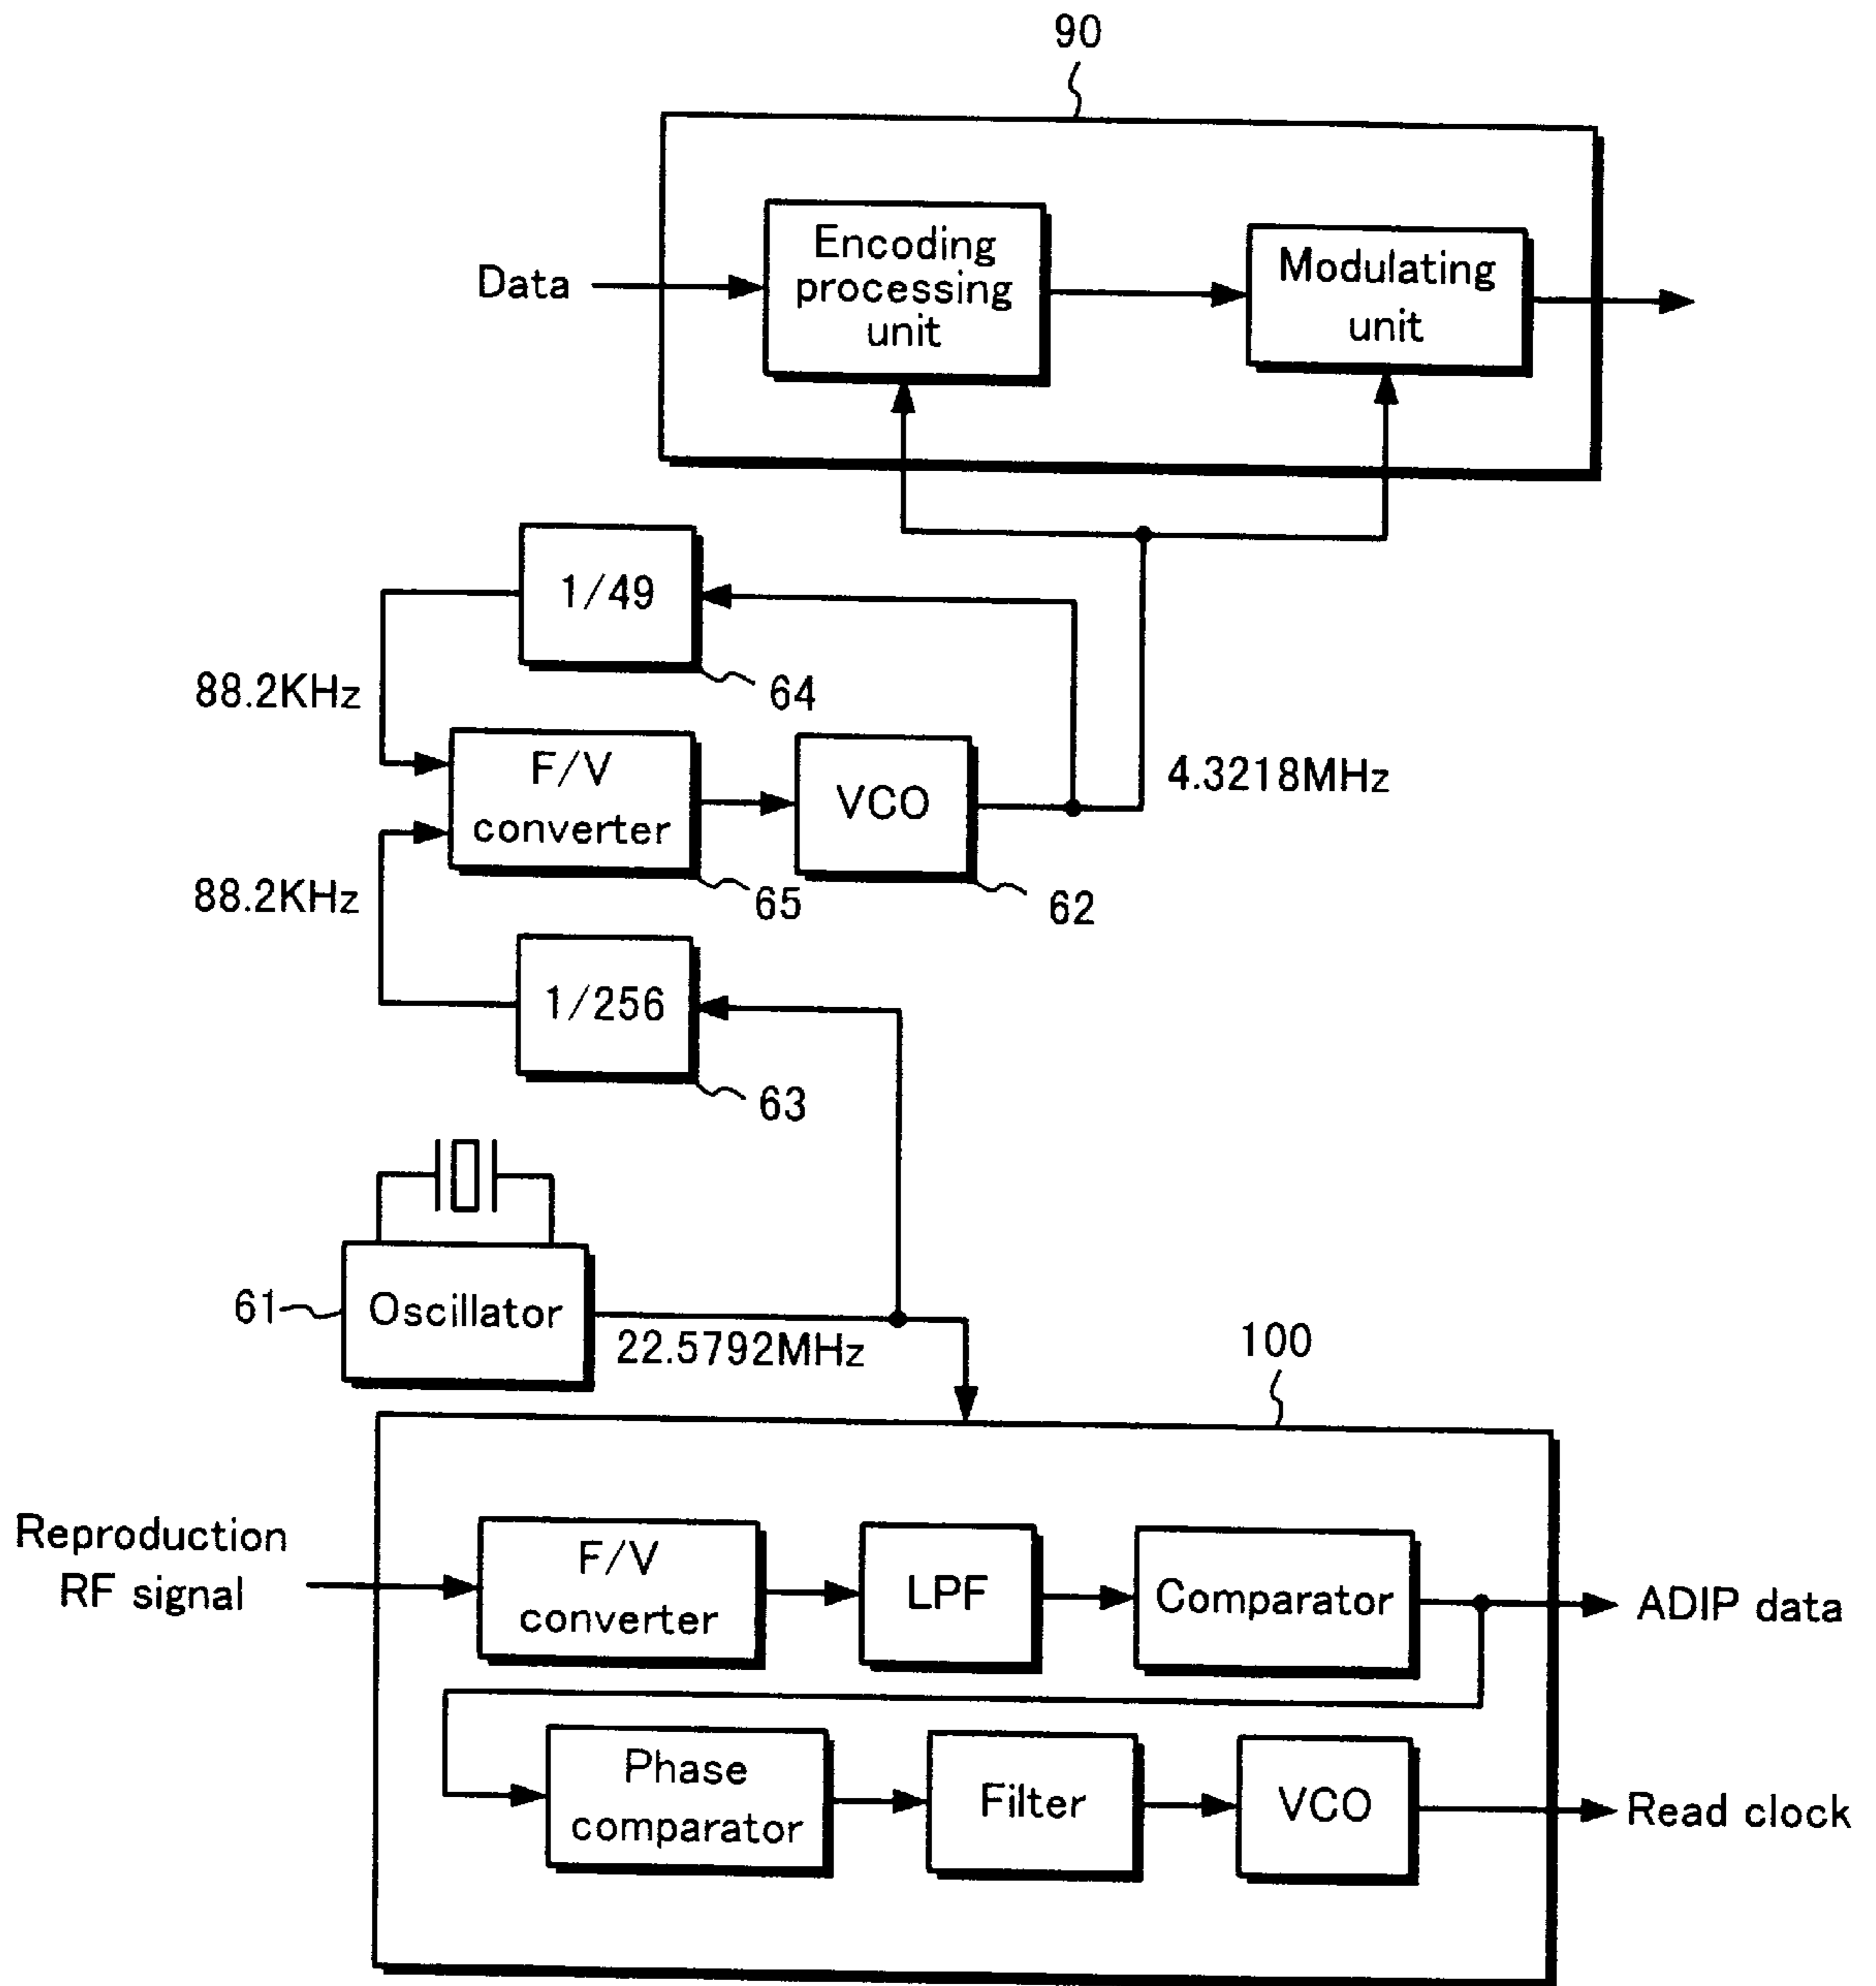 90
Data
Encoding
processing
unit
Modulating
unit
1/49
64
88.2KHz
F/V
converter
65
VCO
62
4.3218MHz
88.2KHz
1/256
63
61
Oscillator
22.5792MHz
100
Reproduction
RF signal
F/V
converter
LPF
Comparator
ADIP data
Phase
comparator
Filter
VCO
Read clock